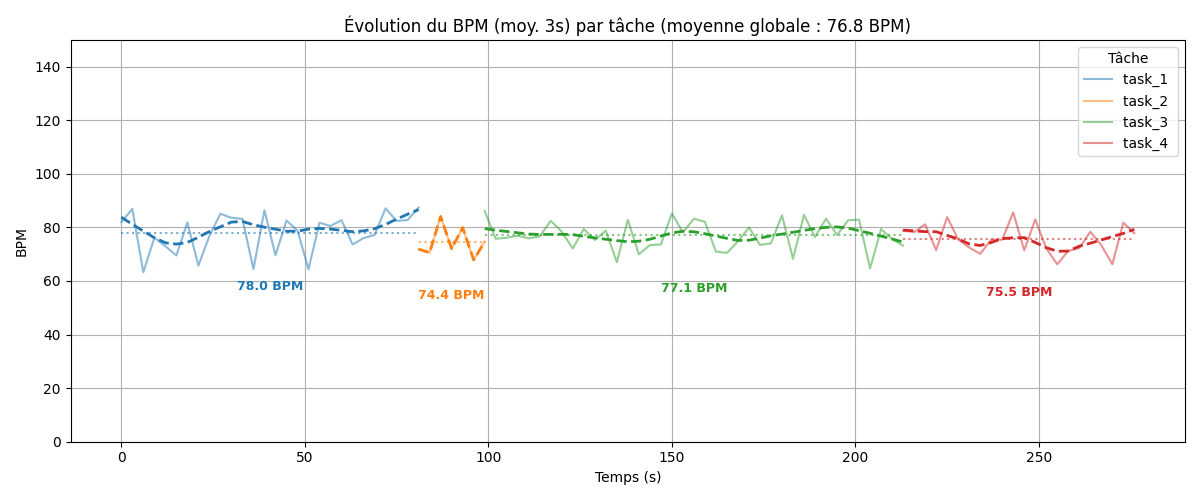 Évolution du BPM (moy. 3s) par tâche (moyenne globale : 76.8 BPM)
140
120
100
80
60
40
20
0
BPM
Tâche
task_1
task_2
task_3
task_4
78.0 BPM
74.4 BPM
77.1 BPM
75.5 BPM
0
50
100
150
200
250
Temps (s)